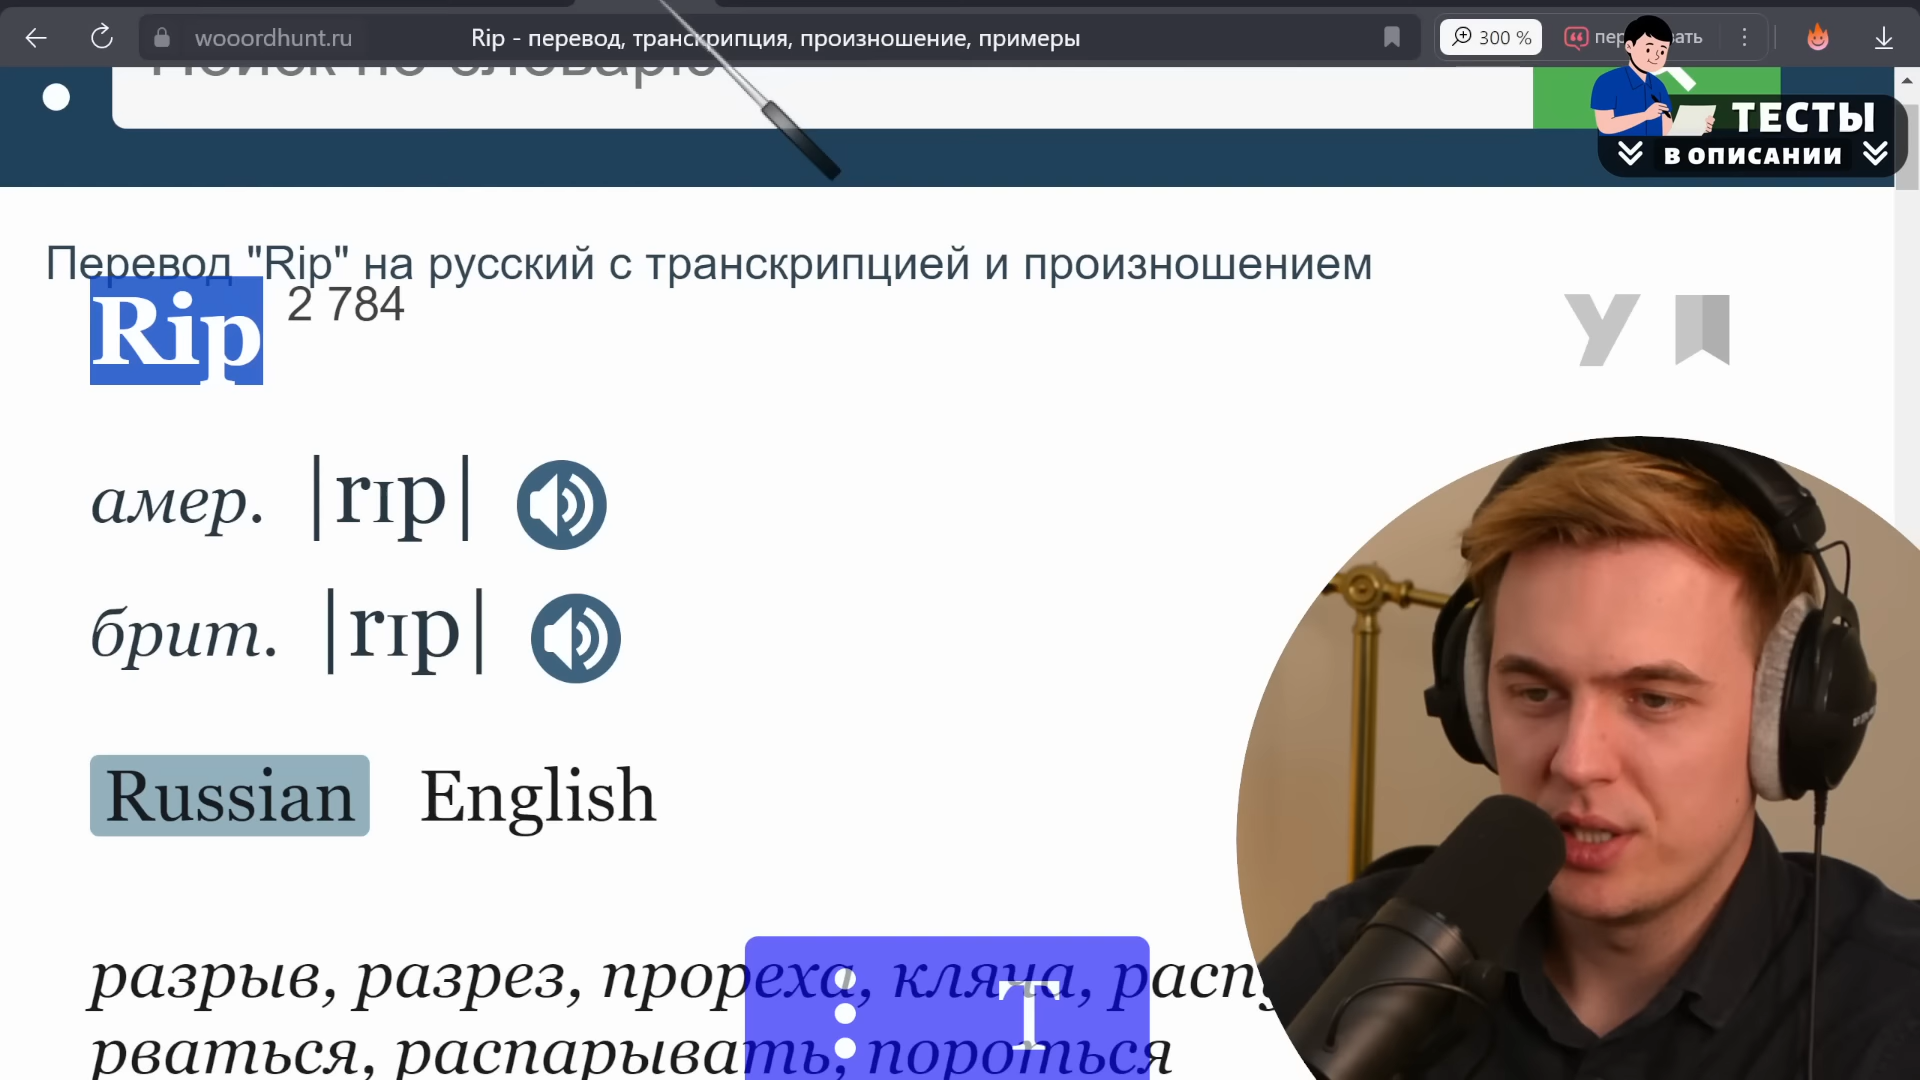 wooordhunt.ru
Rip - перевод, транскрипция, произношение, примеры
300 %
ТЕСТЫ
В ОПИСАНИИ
Перевод "Rip" на русский с транскрипцией и произношением
Rip 2 784
У
амер. |rɪp|
брит. |rɪp|
Russian English
разрыв, разрез, прореха, кляча,
рваться, распарывать, пороться
T